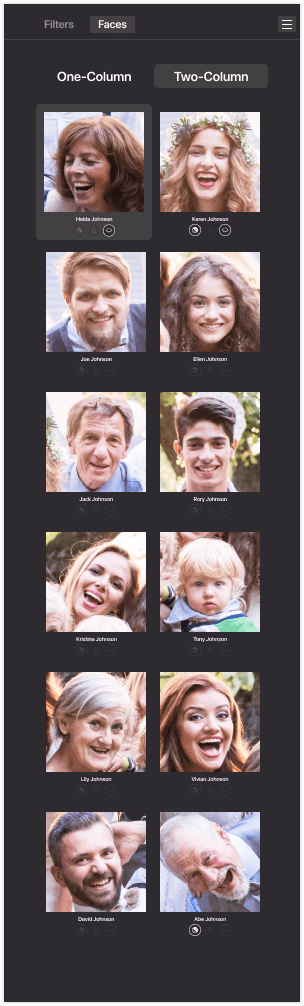 Filters Faces
One-Column Two-Column
Helda Johnson Karen Johnson
Joe Johnson Ellen Johnson
Jack Johnson Rory Johnson
Kristine Johnson Tony Johnson
Lily Johnson Vivian Johnson
David Johnson Abe Johnson